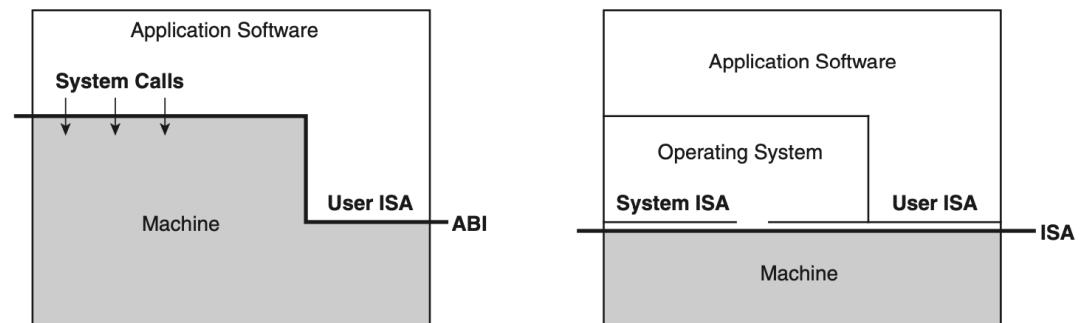 Application Software
System Calls
User ISA
Machine
ABI
Application Software
Operating System
System ISA
User ISA
ISA
Machine